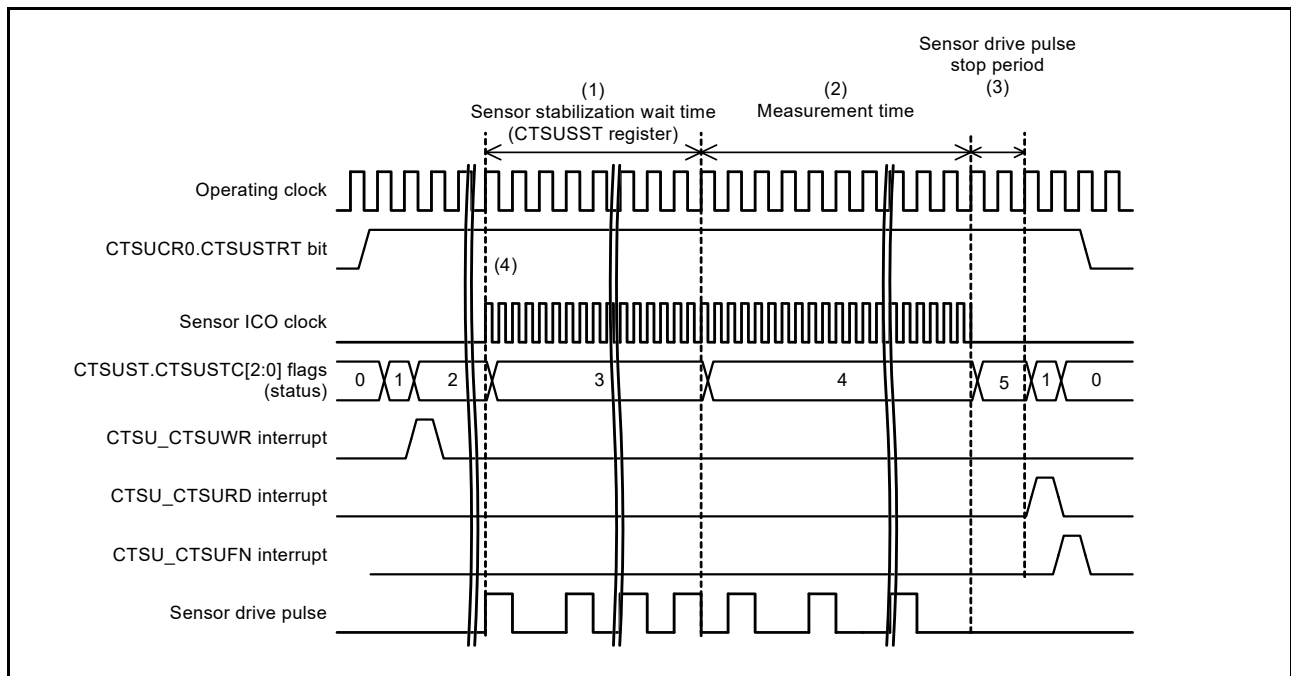 Sensor drive pulse
stop period
(3)
(1)
Sensor stabilization wait time
(CTSUSST register)
(2)
Measurement time
Operating clock
CTSUCR0.CTSUSTRT bit
(4)
Sensor ICO clock
CTSUST.CTSUSTC[2:0] flags
(status)
0 1 2 3 4 5 1 0
CTSU_CTSUWR interrupt
CTSU_CTSURD interrupt
CTSU_CTSUFN interrupt
Sensor drive pulse